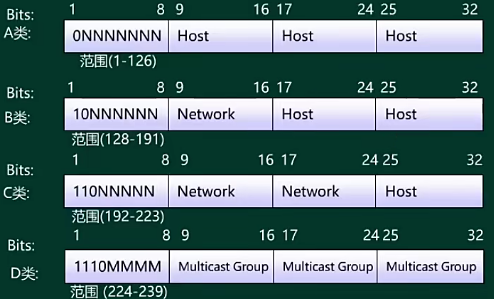 Bits: 1 8 9 16 17 24 25 32
A类: 0NNNNNNN Host Host Host
范围(1-126)
Bits: 1 8 9 16 17 24 25 32
B类: 10NNNNNN Network Host Host
范围(128-191)
Bits: 1 8 9 16 17 24 25 32
C类: 110NNNNN Network Network Host
范围(192-223)
Bits: 1 8 9 16 17 24 25 32
D类: 1110MMMM Multicast Group Multicast Group Multicast Group
范围 (224-239)